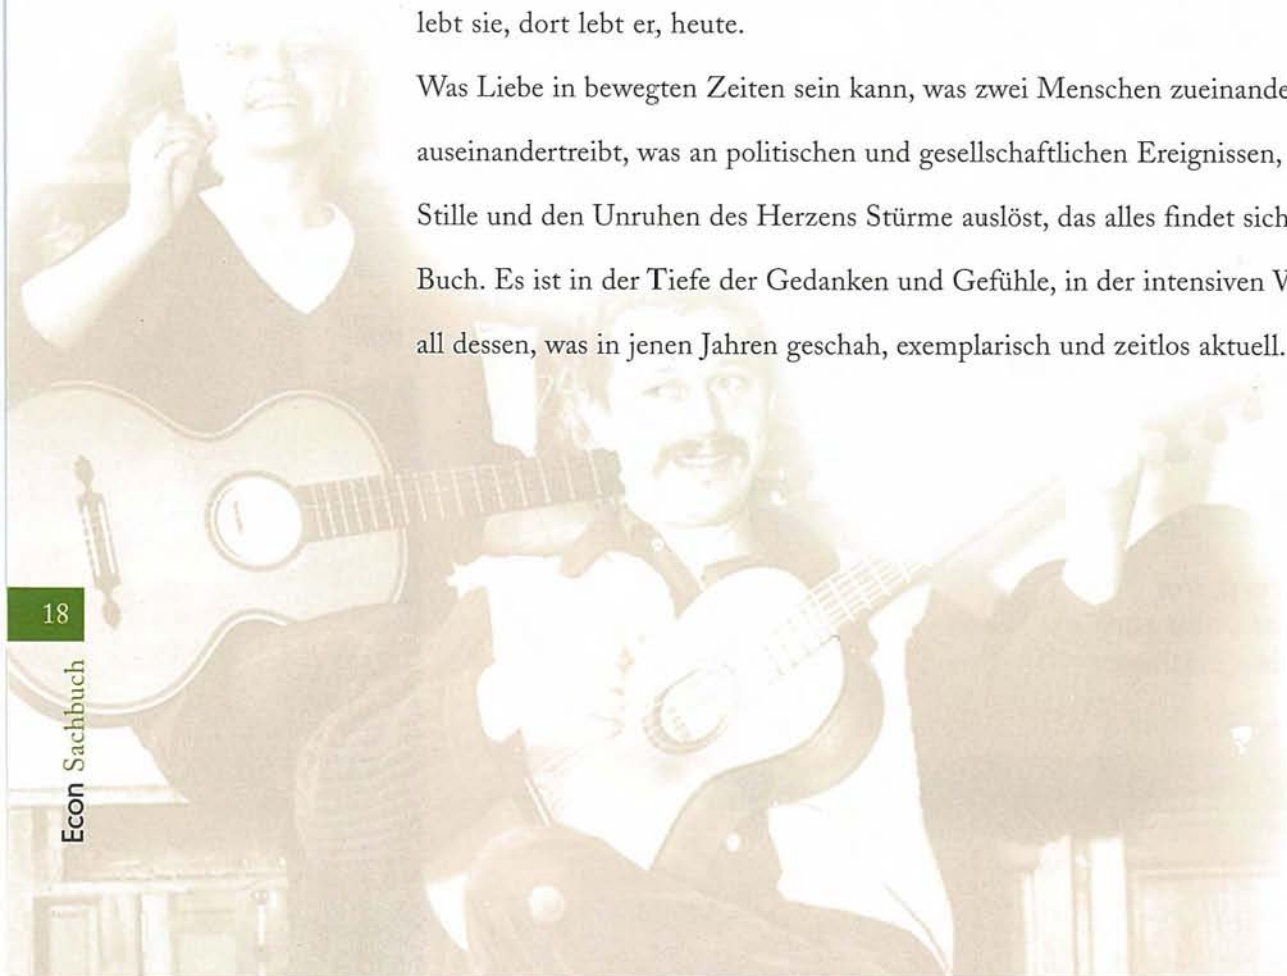 lebt sie, dort lebt er, heute.
Was Liebe in bewegten Zeiten sein kann, was zwei Menschen zueinande
auseinandertreibt, was an politischen und gesellschaftlichen Ereignissen,
Stille und den Unruhen des Herzens Stürme auslöst, das alles findet sich
Buch. Es ist in der Tiefe der Gedanken und Gefühle, in der intensiven V
all dessen, was in jenen Jahren geschah, exemplarisch und zeitlos aktuell.
18
Econ Sachbuch